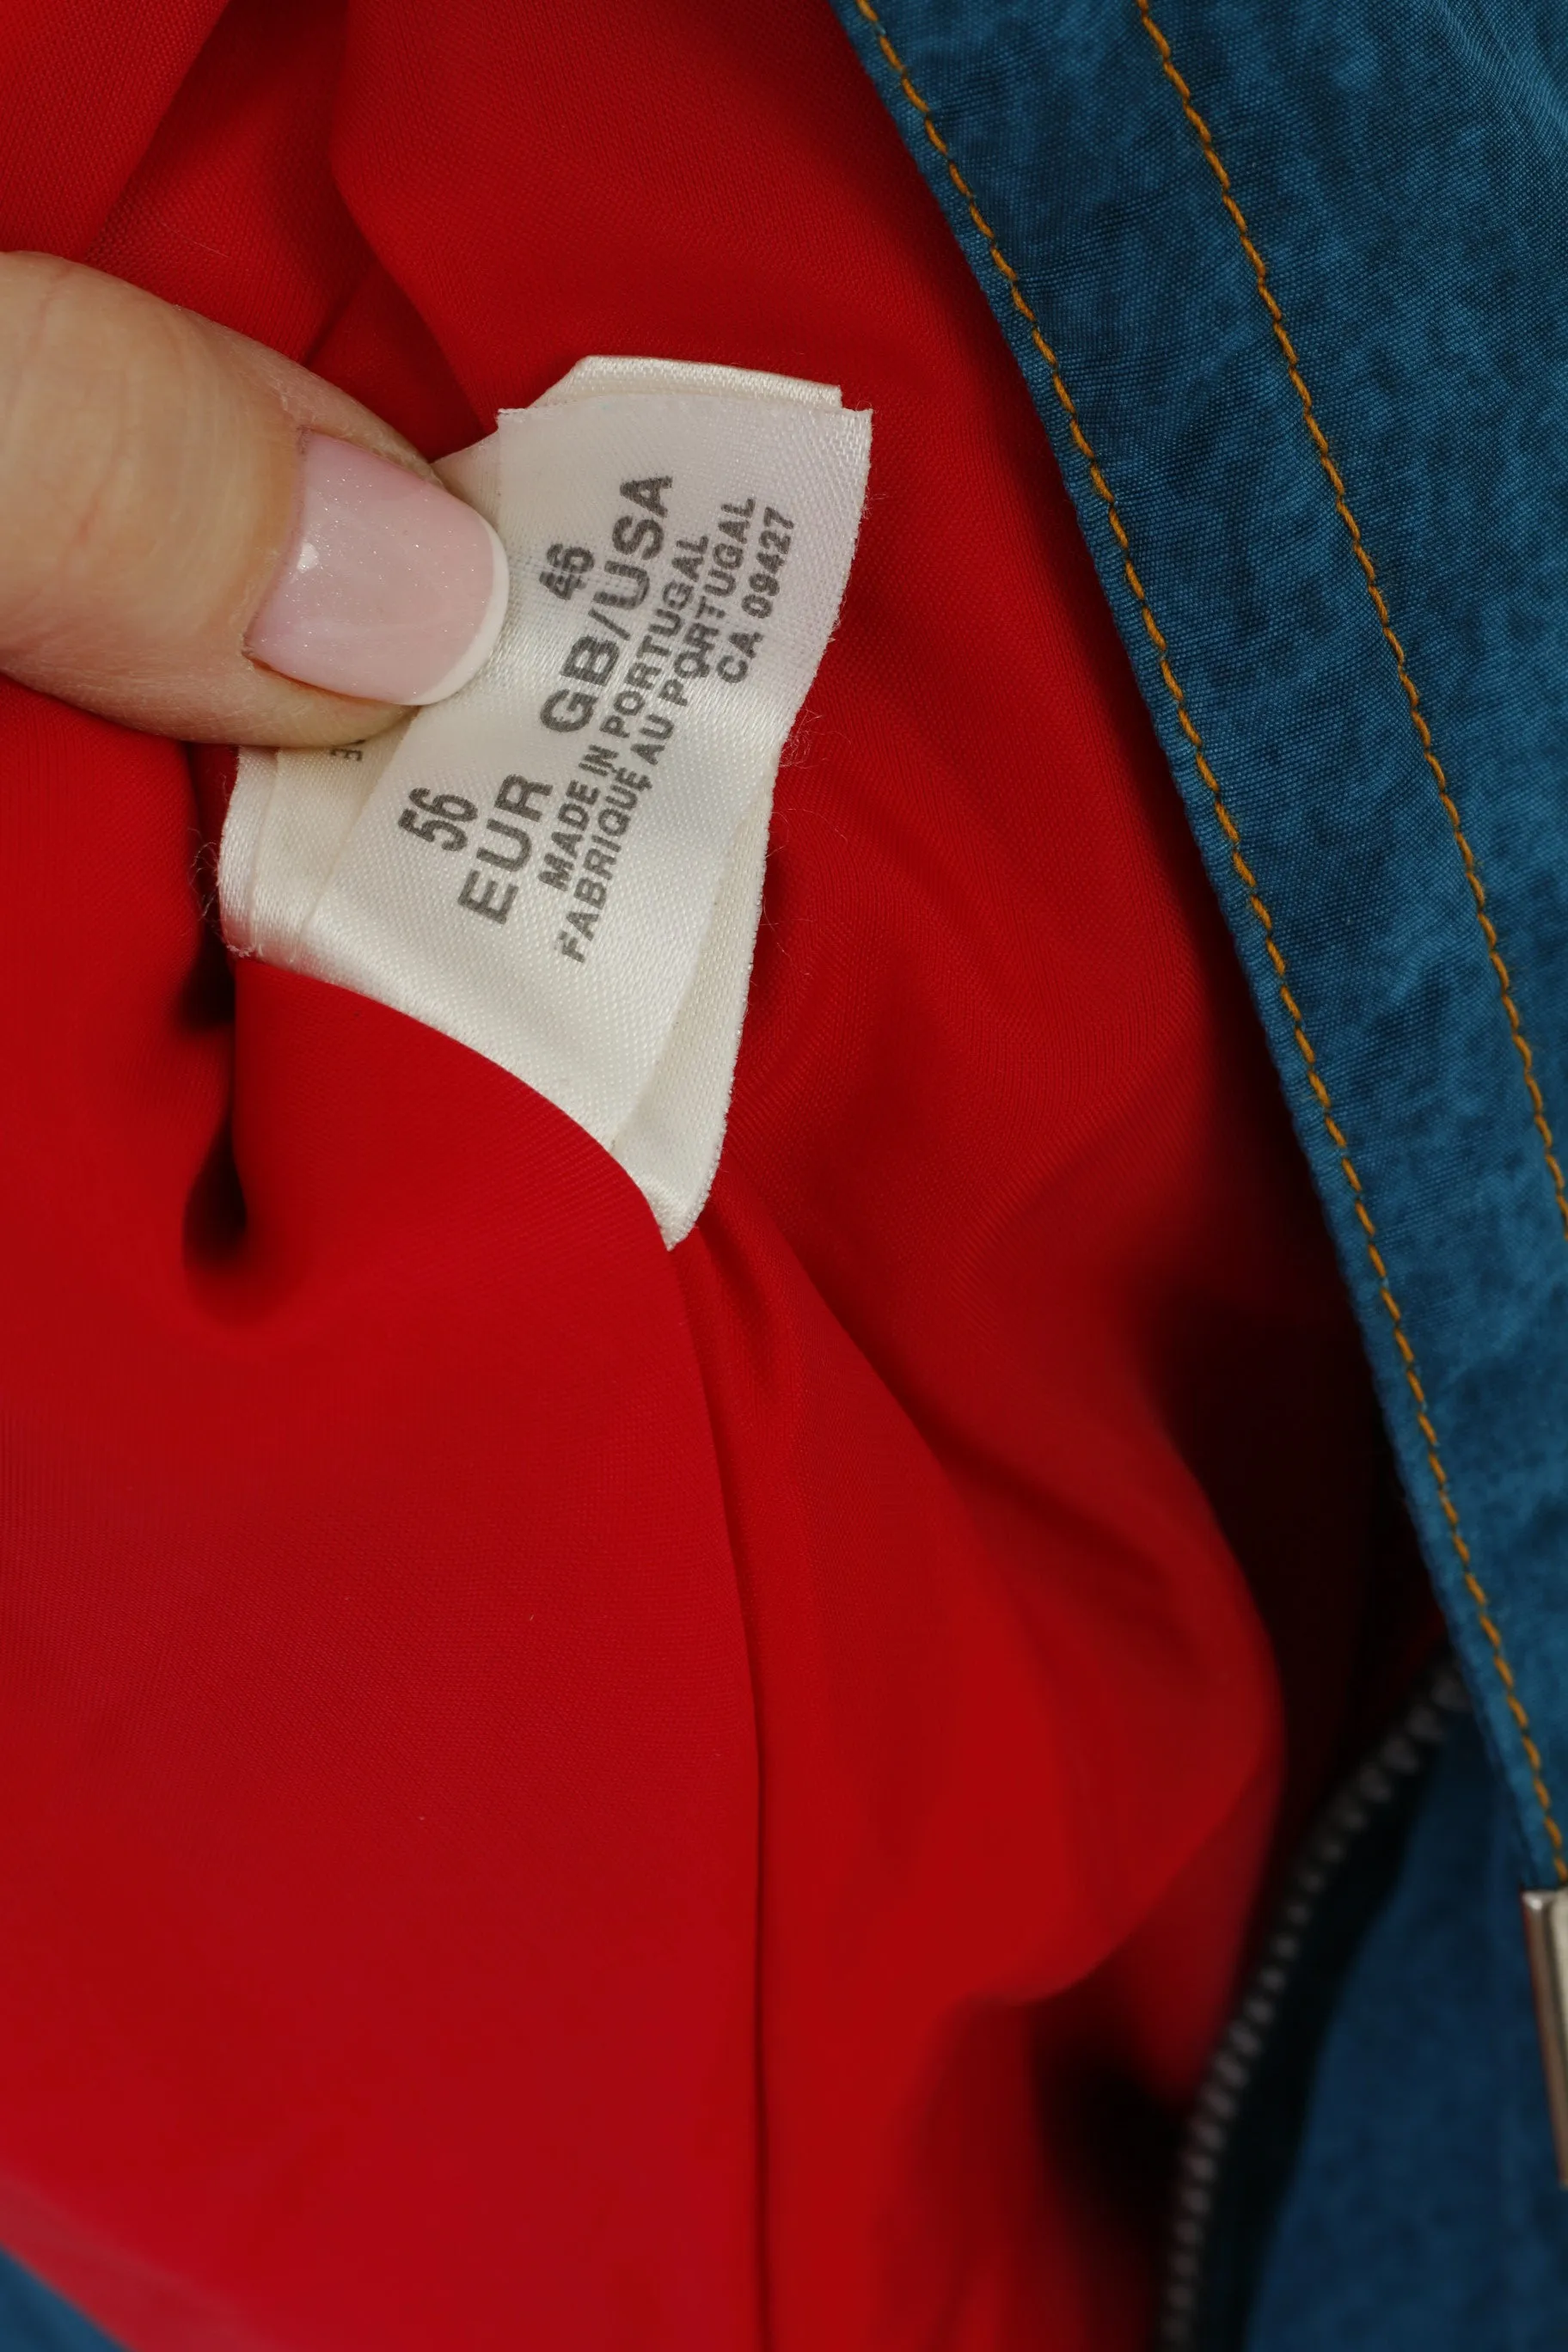 56 46
EUR GB/USA
MADE IN PORTUGAL
FABRIQUÉ AU PORTUGAL
CA 09427